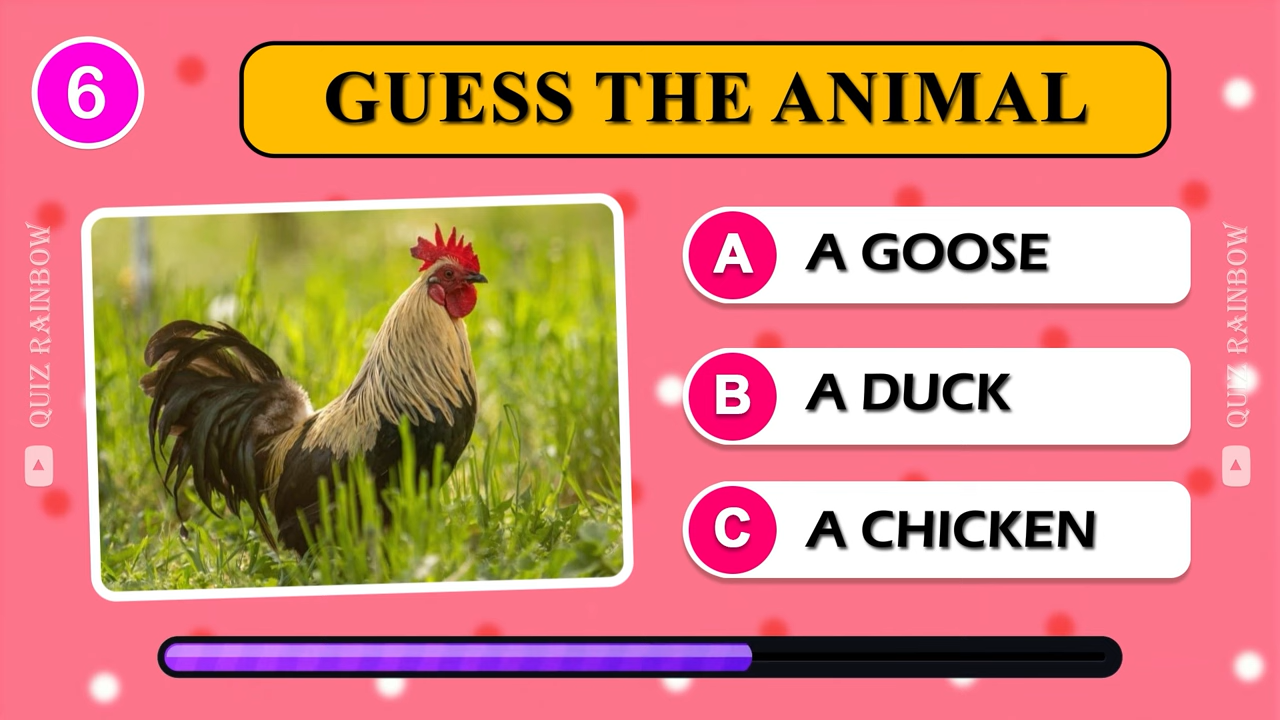 6
GUESS THE ANIMAL
QUIZ RAINBOW
A A GOOSE
B A DUCK
C A CHICKEN
QUIZ RAINBOW